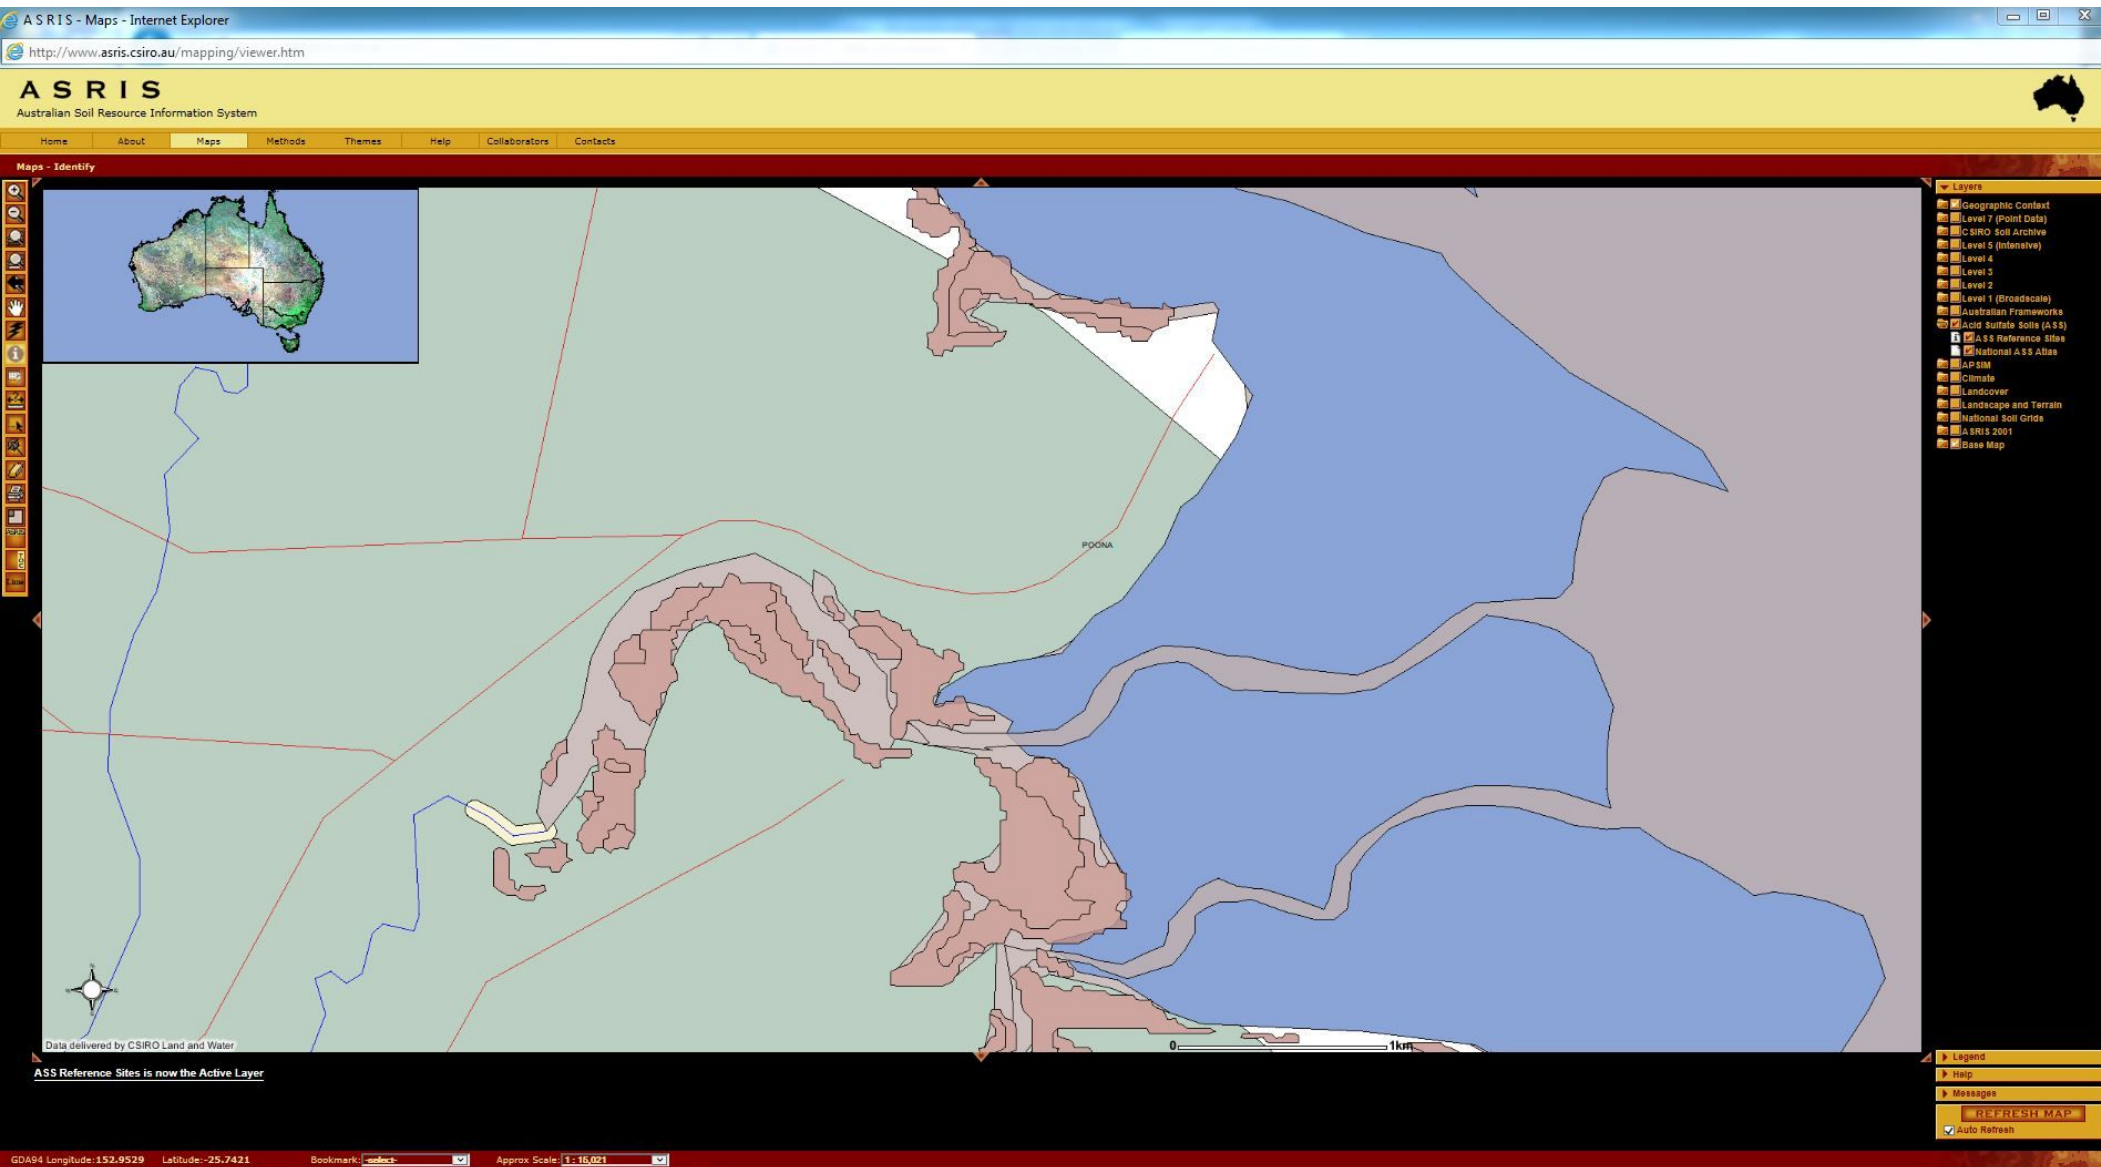 A S R I S - Maps - Internet Explorer
http://www.asris.csiro.au/mapping/viewer.htm
A S R I S
Australian Soil Resource Information System
Home About Maps Methods Themes Help Collaborators Contacts
Maps - Identify
Layers
Geographic Context
Level 7 (Point Data)
CSIRO Soil Archive
Level 5 (Intensive)
Level 4
Level 3
Level 2
Level 1 (Broadscale)
Australian Frameworks
Acid Sulfate Soils (ASS)
ASS Reference Sites
National ASS Atlas
APSIM
Climate
Landcover
Landscape and Terrain
National Soil Grids
ASRIS 2001
Base Map
POONA
Data delivered by CSIRO Land and Water
0 1km
ASS Reference Sites is now the Active Layer
Legend
Help
Messages
REFRESH MAP
Auto Refresh
GDA94 Longitude:152.9529 Latitude:-25.7421 Bookmark: -select- Approx Scale: 1 : 15,021